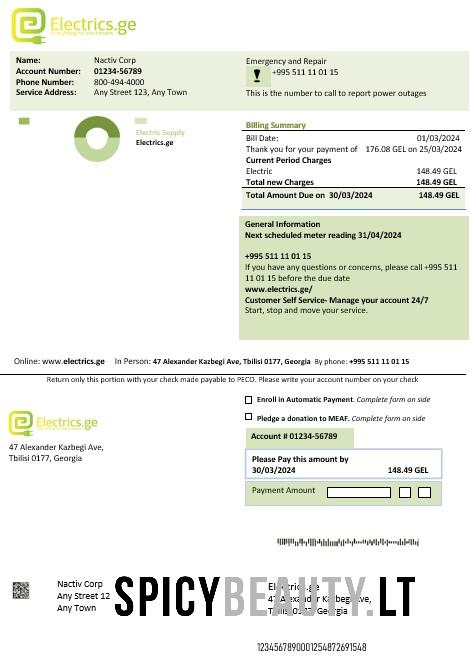 Electrics.ge
Name: Nactiv Corp
Account Number: 01234-56789
Phone Number: 800-494-4000
Service Address: Any Street 123, Any Town
Emergency and Repair
! +995 511 11 01 15
This is the number to call to report power outages
Electric Supply
Electrics.ge
Billing Summary
Bill Date: 01/03/2024
Thank you for your payment of 176.08 GEL on 25/03/2024
Current Period Charges
Electric 148.49 GEL
Total new Charges 148.49 GEL
Total Amount Due on 30/03/2024 148.49 GEL
General Information
Next scheduled meter reading 31/04/2024
+995 511 11 01 15
If you have any questions or concerns, please call +995 511
11 01 15 before the due date
www.electrics.ge/
Customer Self Service- Manage your account 24/7
Start, stop and move your service.
Online: www.electrics.ge In Person: 47 Alexander Kazbegi Ave, Tbilisi 0177, Georgia By phone: +995 511 11 01 15
Return only this portion with your check made payable to PECO. Please write your account number on your check
Electrics.ge
47 Alexander Kazbegi Ave,
Tbilisi 0177, Georgia
Enroll in Automatic Payment. Complete form on side
Pledge a donation to MEAF. Complete form on side
Account # 01234-56789
Please Pay this amount by
30/03/2024 148.49 GEL
Payment Amount
Nactiv Corp
Any Street 12
Any Town
SPICYBEAUTY.LT
Electrics.ge
47 Alexander Kazbegi Ave,
Tbilisi 0177, Georgia
1234567890001254872691548